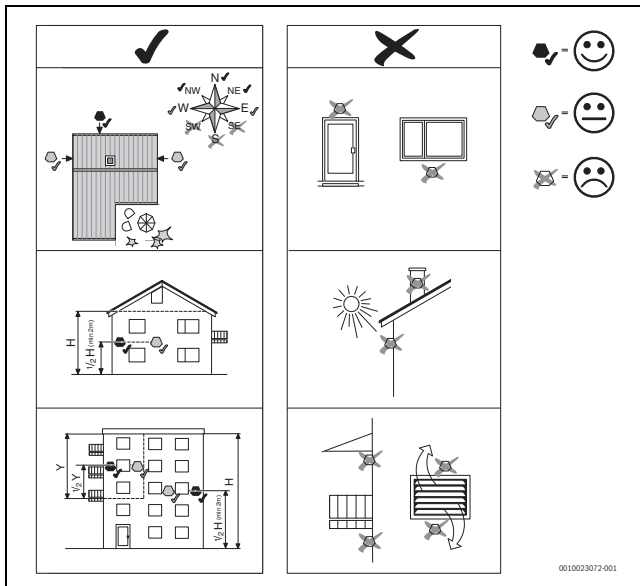 N
NW NE
W E
SW SE
S
H
1/2 H (min 2m)
Y
1/2 Y
H
1/2 H (min 2m)
=
=
=
0010023072-001